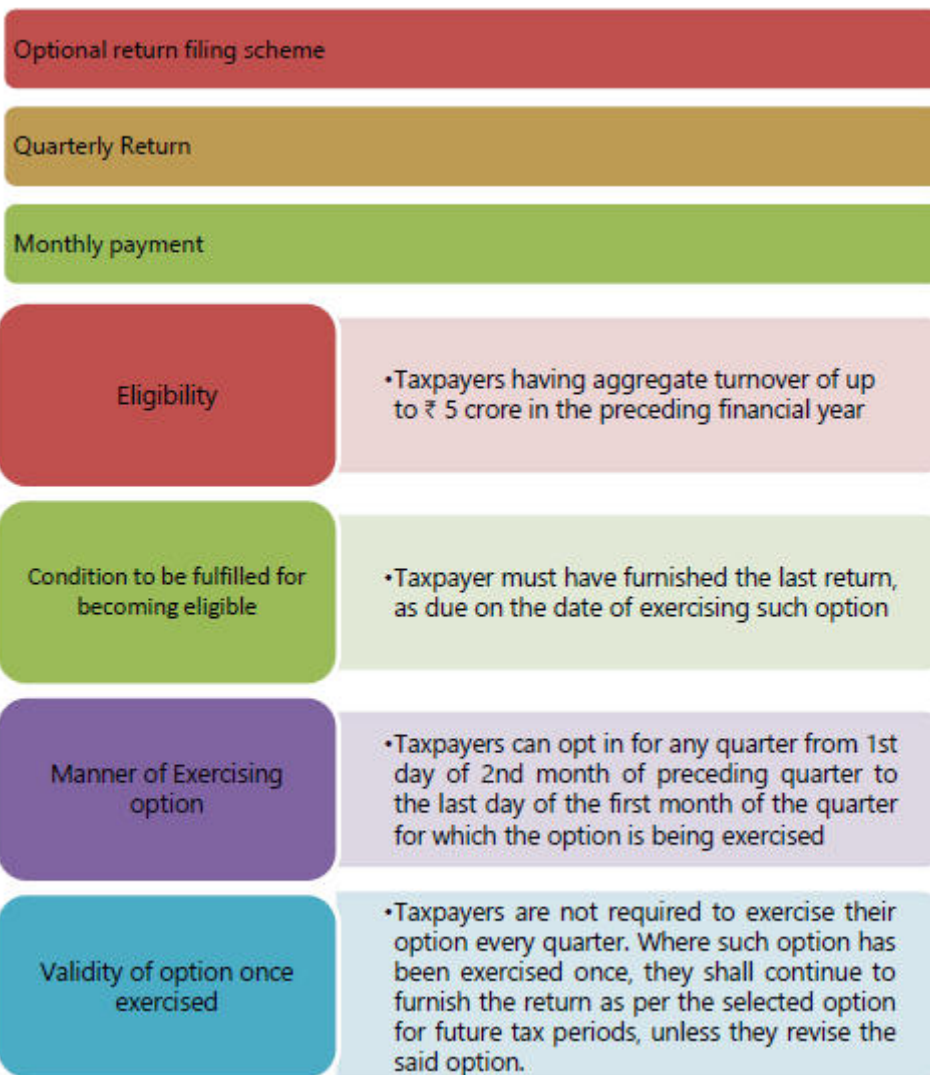 Optional return filing scheme
Quarterly Return
Monthly payment
Eligibility
•Taxpayers having aggregate turnover of up
to ₹ 5 crore in the preceding financial year
Condition to be fulfilled for
becoming eligible
•Taxpayer must have furnished the last return,
as due on the date of exercising such option
Manner of Exercising
option
•Taxpayers can opt in for any quarter from 1st
day of 2nd month of preceding quarter to
the last day of the first month of the quarter
for which the option is being exercised
Validity of option once
exercised
•Taxpayers are not required to exercise their
option every quarter. Where such option has
been exercised once, they shall continue to
furnish the return as per the selected option
for future tax periods, unless they revise the
said option.